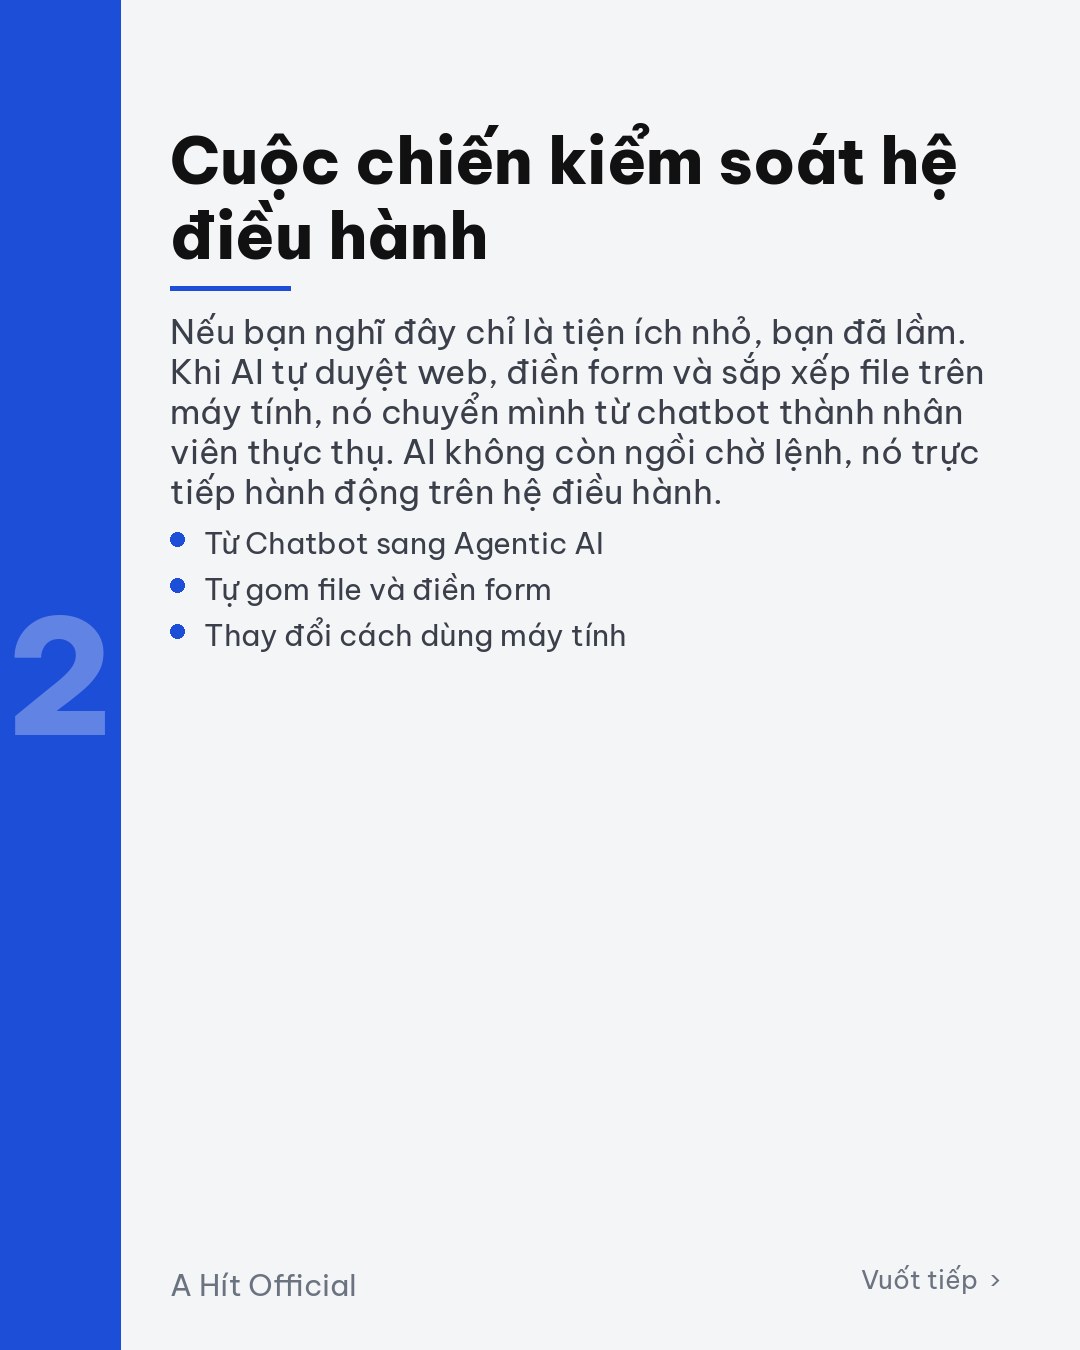 Cuộc chiến kiểm soát hệ
điều hành
Nếu bạn nghĩ đây chỉ là tiện ích nhỏ, bạn đã lầm.
Khi AI tự duyệt web, điền form và sắp xếp file trên
máy tính, nó chuyển mình từ chatbot thành nhân
viên thực thụ. AI không còn ngồi chờ lệnh, nó trực
tiếp hành động trên hệ điều hành.
Từ Chatbot sang Agentic AI
Tự gom file và điền form
Thay đổi cách dùng máy tính
2
A Hít Official
Vuốt tiếp ›